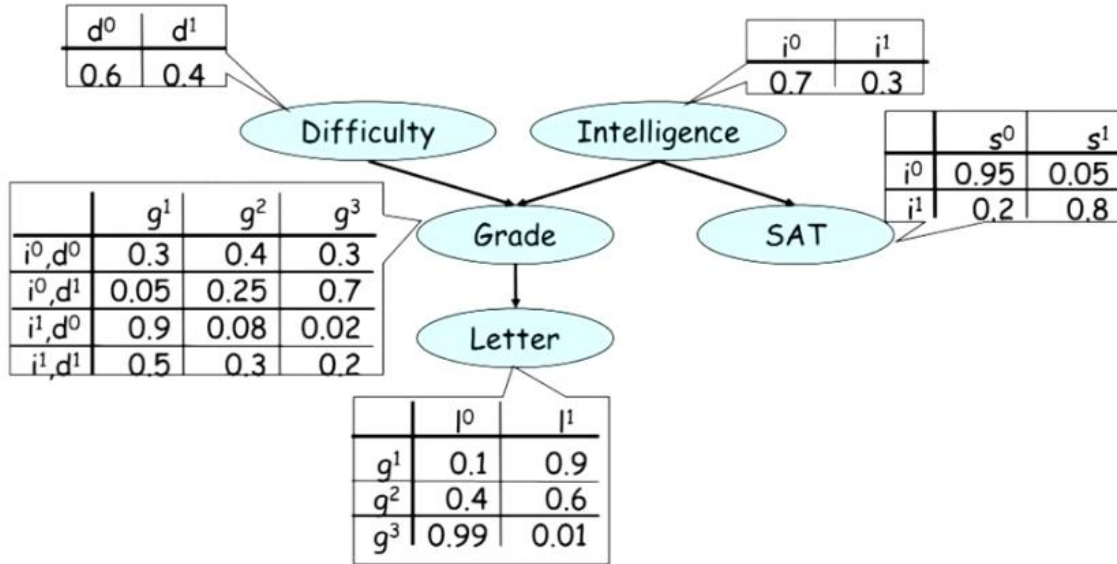 d⁰ d¹
0.6 0.4
i⁰ i¹
0.7 0.3
Difficulty
Intelligence
s⁰ s¹
i⁰ 0.95 0.05
i¹ 0.2 0.8
g¹ g² g³
i⁰,d⁰ 0.3 0.4 0.3
i⁰,d¹ 0.05 0.25 0.7
i¹,d⁰ 0.9 0.08 0.02
i¹,d¹ 0.5 0.3 0.2
Grade
SAT
Letter
l⁰ l¹
g¹ 0.1 0.9
g² 0.4 0.6
g³ 0.99 0.01